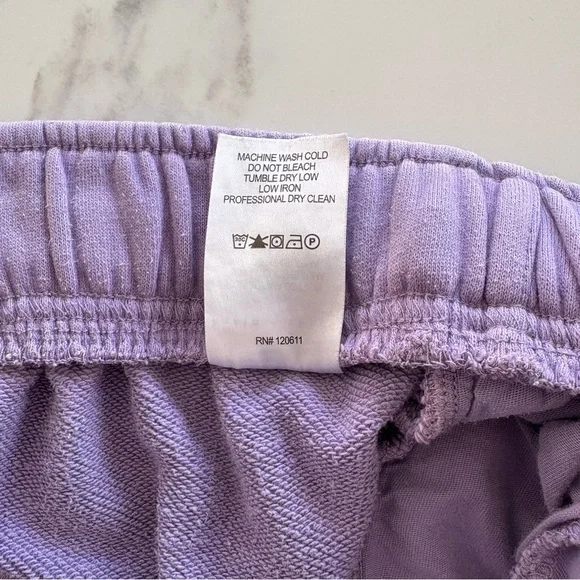 MACHINE WASH COLD
DO NOT BLEACH
TUMBLE DRY LOW
LOW IRON
PROFESSIONAL DRY CLEAN
P
RN# 120611